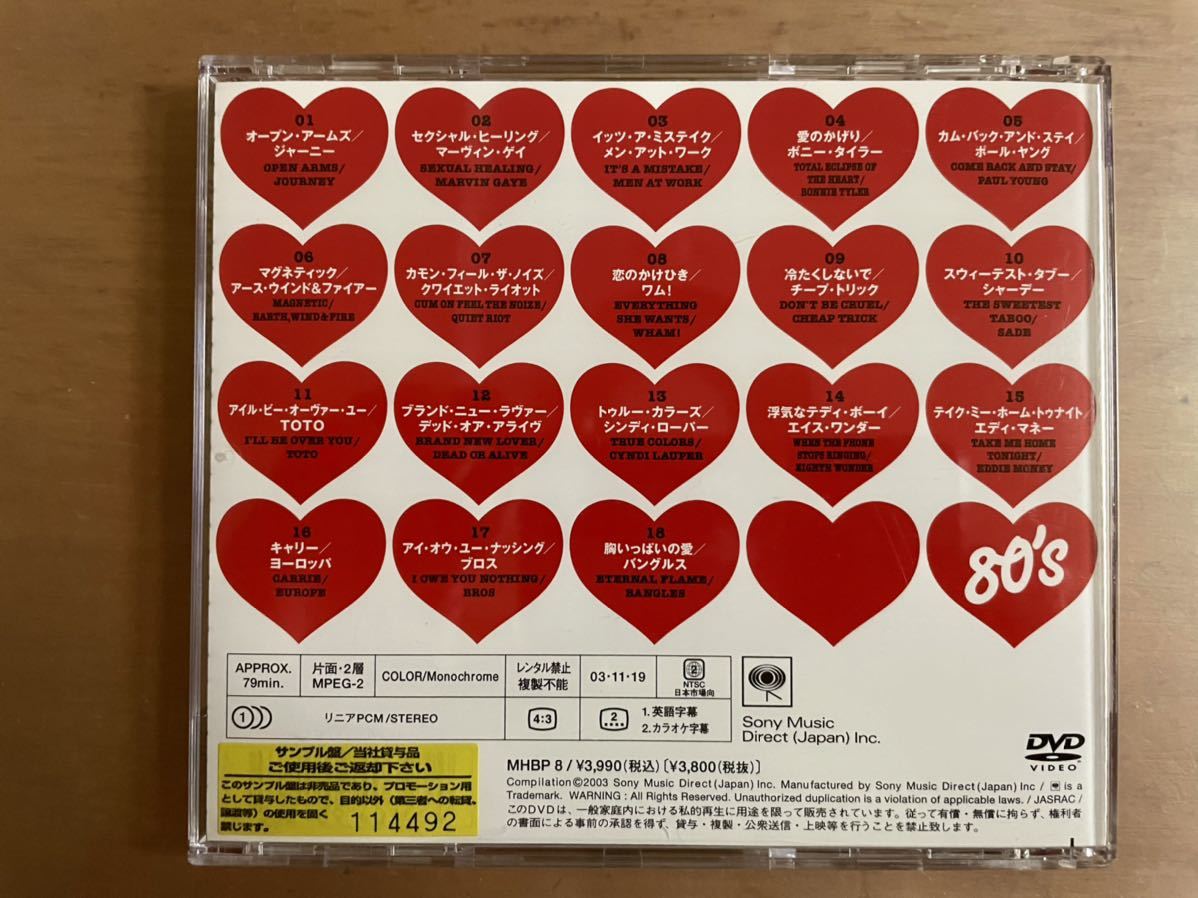 01
オープン・アームズ／
ジャーニー
OPEN ARMS/
JOURNEY
02
セクシャル・ヒーリング／
マーヴィン・ゲイ
SEXUAL HEALING/
MARVIN GAYE
03
イッツ・ア・ミステイク／
メン・アット・ワーク
IT'S A MISTAKE/
MEN AT WORK
04
愛のかげり／
ボニー・タイラー
TOTAL ECLIPSE OF
THE HEART/
BONNIE TYLER
05
カム・バック・アンド・ステイ／
ポール・ヤング
COME BACK AND STAY/
PAUL YOUNG
06
マグネティック／
アース・ウインド&ファイアー
MAGNETIC/
EARTH,WIND&FIRE
07
カモン・フィール・ザ・ノイズ／
クワイエット・ライオット
CUM ON FEEL THE NOIZE/
QUIET RIOT
08
恋のかけひき／
ワム！
EVERYTHING
SHE WANTS/
WHAM!
09
冷たくしないで／
チープ・トリック
DON'T BE CRUEL/
CHEAP TRICK
10
スウィーテスト・タブー／
シャーデー
THE SWEETEST
TABOO/
SADE
11
アイル・ビー・オーヴァー・ユー／
TOTO
I'LL BE OVER YOU/
TOTO
12
ブランド・ニュー・ラヴァー／
デッド・オア・アライヴ
BRAND NEW LOVER/
DEAD OR ALIVE
13
トゥルー・カラーズ／
シンディ・ローパー
TRUE COLORS/
CYNDI LAUPER
14
浮気なテディ・ボーイ／
エイス・ワンダー
WHEN THE PHONE
STOPS RINGING/
EIGHTH WONDER
15
テイク・ミー・ホーム・トゥナイト
エディ・マネー
TAKE ME HOME
TONIGHT/
EDDIE MONEY
16
キャリー／
ヨーロッパ
CARRIE/
EUROPE
17
アイ・オウ・ユー・ナッシング／
ブロス
I OWE YOU NOTHING/
BROS
18
胸いっぱいの愛／
バングルス
ETERNAL FLAME/
BANGLES
80's
APPROX.
79min.
片面・2層
MPEG-2
COLOR/Monochrome
レンタル禁止
複製不能
03・11・19
2
NTSC
日本市場向
1
リニアPCM/STEREO
4:3
2
1.英語字幕
2.カラオケ字幕
Sony Music
Direct (Japan) Inc.
DVD
VIDEO
サンプル盤/当社貸与品
ご使用後ご返却下さい
このサンプル盤は非売品であり、プロモーション用
として貸与したもので、目的以外（第三者への転貸、
譲渡等）の使用を固く
禁じます。
114492
MHBP 8 / ¥3,990(税込)〔¥3,800(税抜)〕
Compilation©2003 Sony Music Direct (Japan) Inc. Manufactured by Sony Music Direct (Japan) Inc / is a
Trademark. WARNING : All Rights Reserved. Unauthorized duplication is a violation of applicable laws. / JASRAC /
このDVDは、一般家庭内における私的再生に用途を限って販売されています。従って有償・無償に拘らず、権利者
の書面による事前の承認を得ず、貸与・複製・公衆送信・上映等を行うことを禁止致します。